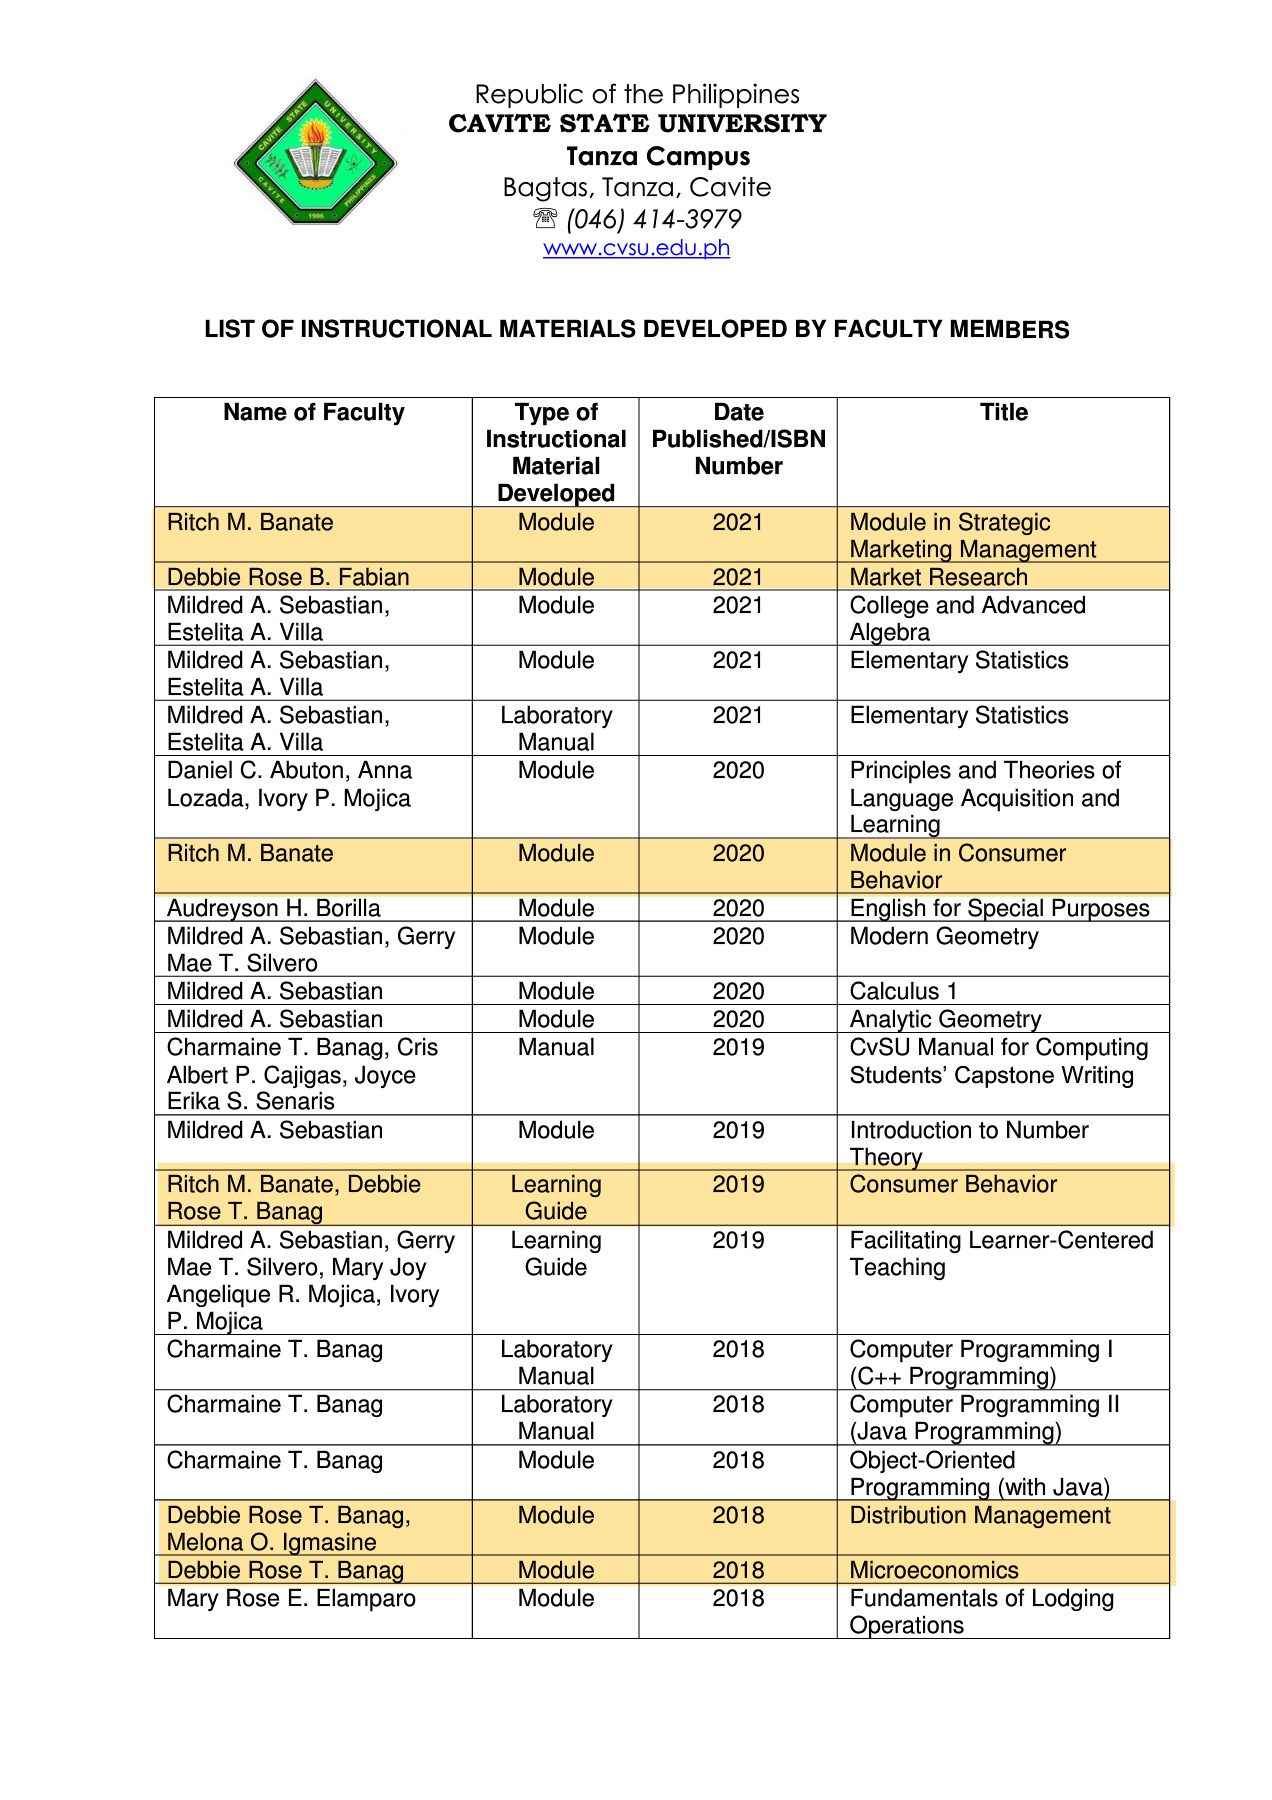 Republic of the Philippines
CAVITE STATE UNIVERSITY
Tanza Campus
Bagtas, Tanza, Cavite
☏ (046) 414-3979
www.cvsu.edu.ph
CAVITE STATE UNIVERSITY
CAVITE
1906
PHILIPPINES
LIST OF INSTRUCTIONAL MATERIALS DEVELOPED BY FACULTY MEMBERS
Name of Faculty
Type of
Instructional
Material
Developed
Date
Published/ISBN
Number
Title
Ritch M. Banate
Module
2021
Module in Strategic
Marketing Management
Debbie Rose B. Fabian
Module
2021
Market Research
Mildred A. Sebastian,
Estelita A. Villa
Module
2021
College and Advanced
Algebra
Mildred A. Sebastian,
Estelita A. Villa
Module
2021
Elementary Statistics
Mildred A. Sebastian,
Estelita A. Villa
Laboratory
Manual
2021
Elementary Statistics
Daniel C. Abuton, Anna
Lozada, Ivory P. Mojica
Module
2020
Principles and Theories of
Language Acquisition and
Learning
Ritch M. Banate
Module
2020
Module in Consumer
Behavior
Audreyson H. Borilla
Module
2020
English for Special Purposes
Mildred A. Sebastian, Gerry
Mae T. Silvero
Module
2020
Modern Geometry
Mildred A. Sebastian
Module
2020
Calculus 1
Mildred A. Sebastian
Module
2020
Analytic Geometry
Charmaine T. Banag, Cris
Albert P. Cajigas, Joyce
Erika S. Senaris
Manual
2019
CvSU Manual for Computing
Students’ Capstone Writing
Mildred A. Sebastian
Module
2019
Introduction to Number
Theory
Ritch M. Banate, Debbie
Rose T. Banag
Learning
Guide
2019
Consumer Behavior
Mildred A. Sebastian, Gerry
Mae T. Silvero, Mary Joy
Angelique R. Mojica, Ivory
P. Mojica
Learning
Guide
2019
Facilitating Learner-Centered
Teaching
Charmaine T. Banag
Laboratory
Manual
2018
Computer Programming I
(C++ Programming)
Charmaine T. Banag
Laboratory
Manual
2018
Computer Programming II
(Java Programming)
Charmaine T. Banag
Module
2018
Object-Oriented
Programming (with Java)
Debbie Rose T. Banag,
Melona O. Igmasine
Module
2018
Distribution Management
Debbie Rose T. Banag
Module
2018
Microeconomics
Mary Rose E. Elamparo
Module
2018
Fundamentals of Lodging
Operations